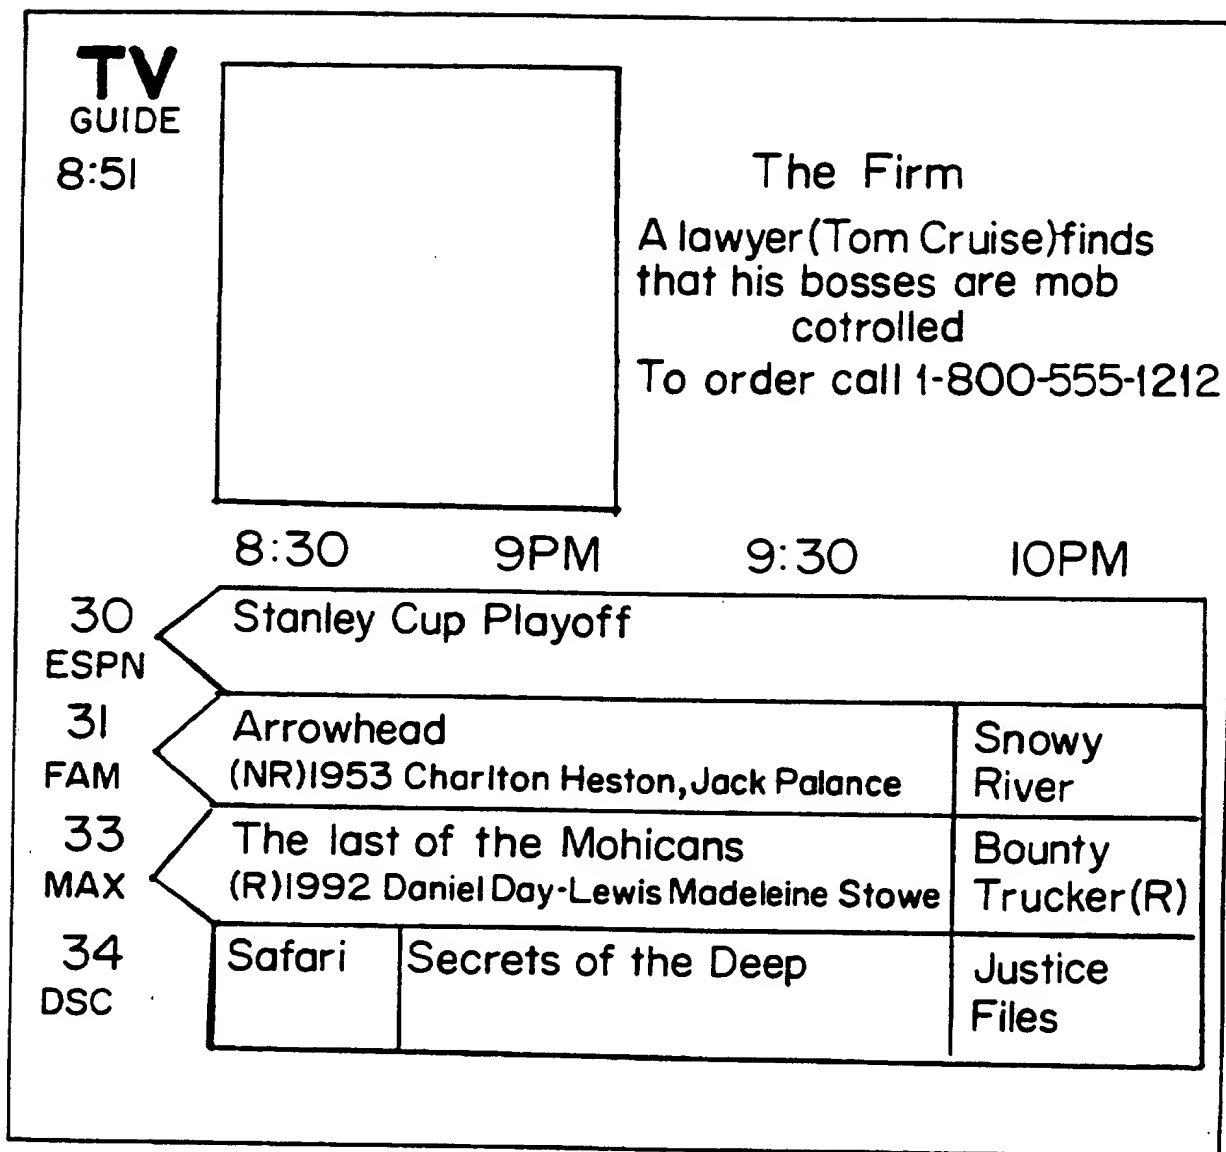 TV
GUIDE
8:51
The Firm
A lawyer(Tom Cruise)finds
that his bosses are mob
cotrolled
To order call 1-800-555-1212
8:30 9PM 9:30 10PM
30 Stanley Cup Playoff
ESPN
31 Arrowhead Snowy
FAM (NR)1953 Charlton Heston, Jack Palance River
33 The last of the Mohicans Bounty
MAX (R)1992 Daniel Day-Lewis Madeleine Stowe Trucker(R)
34 Safari Secrets of the Deep Justice
DSC Files